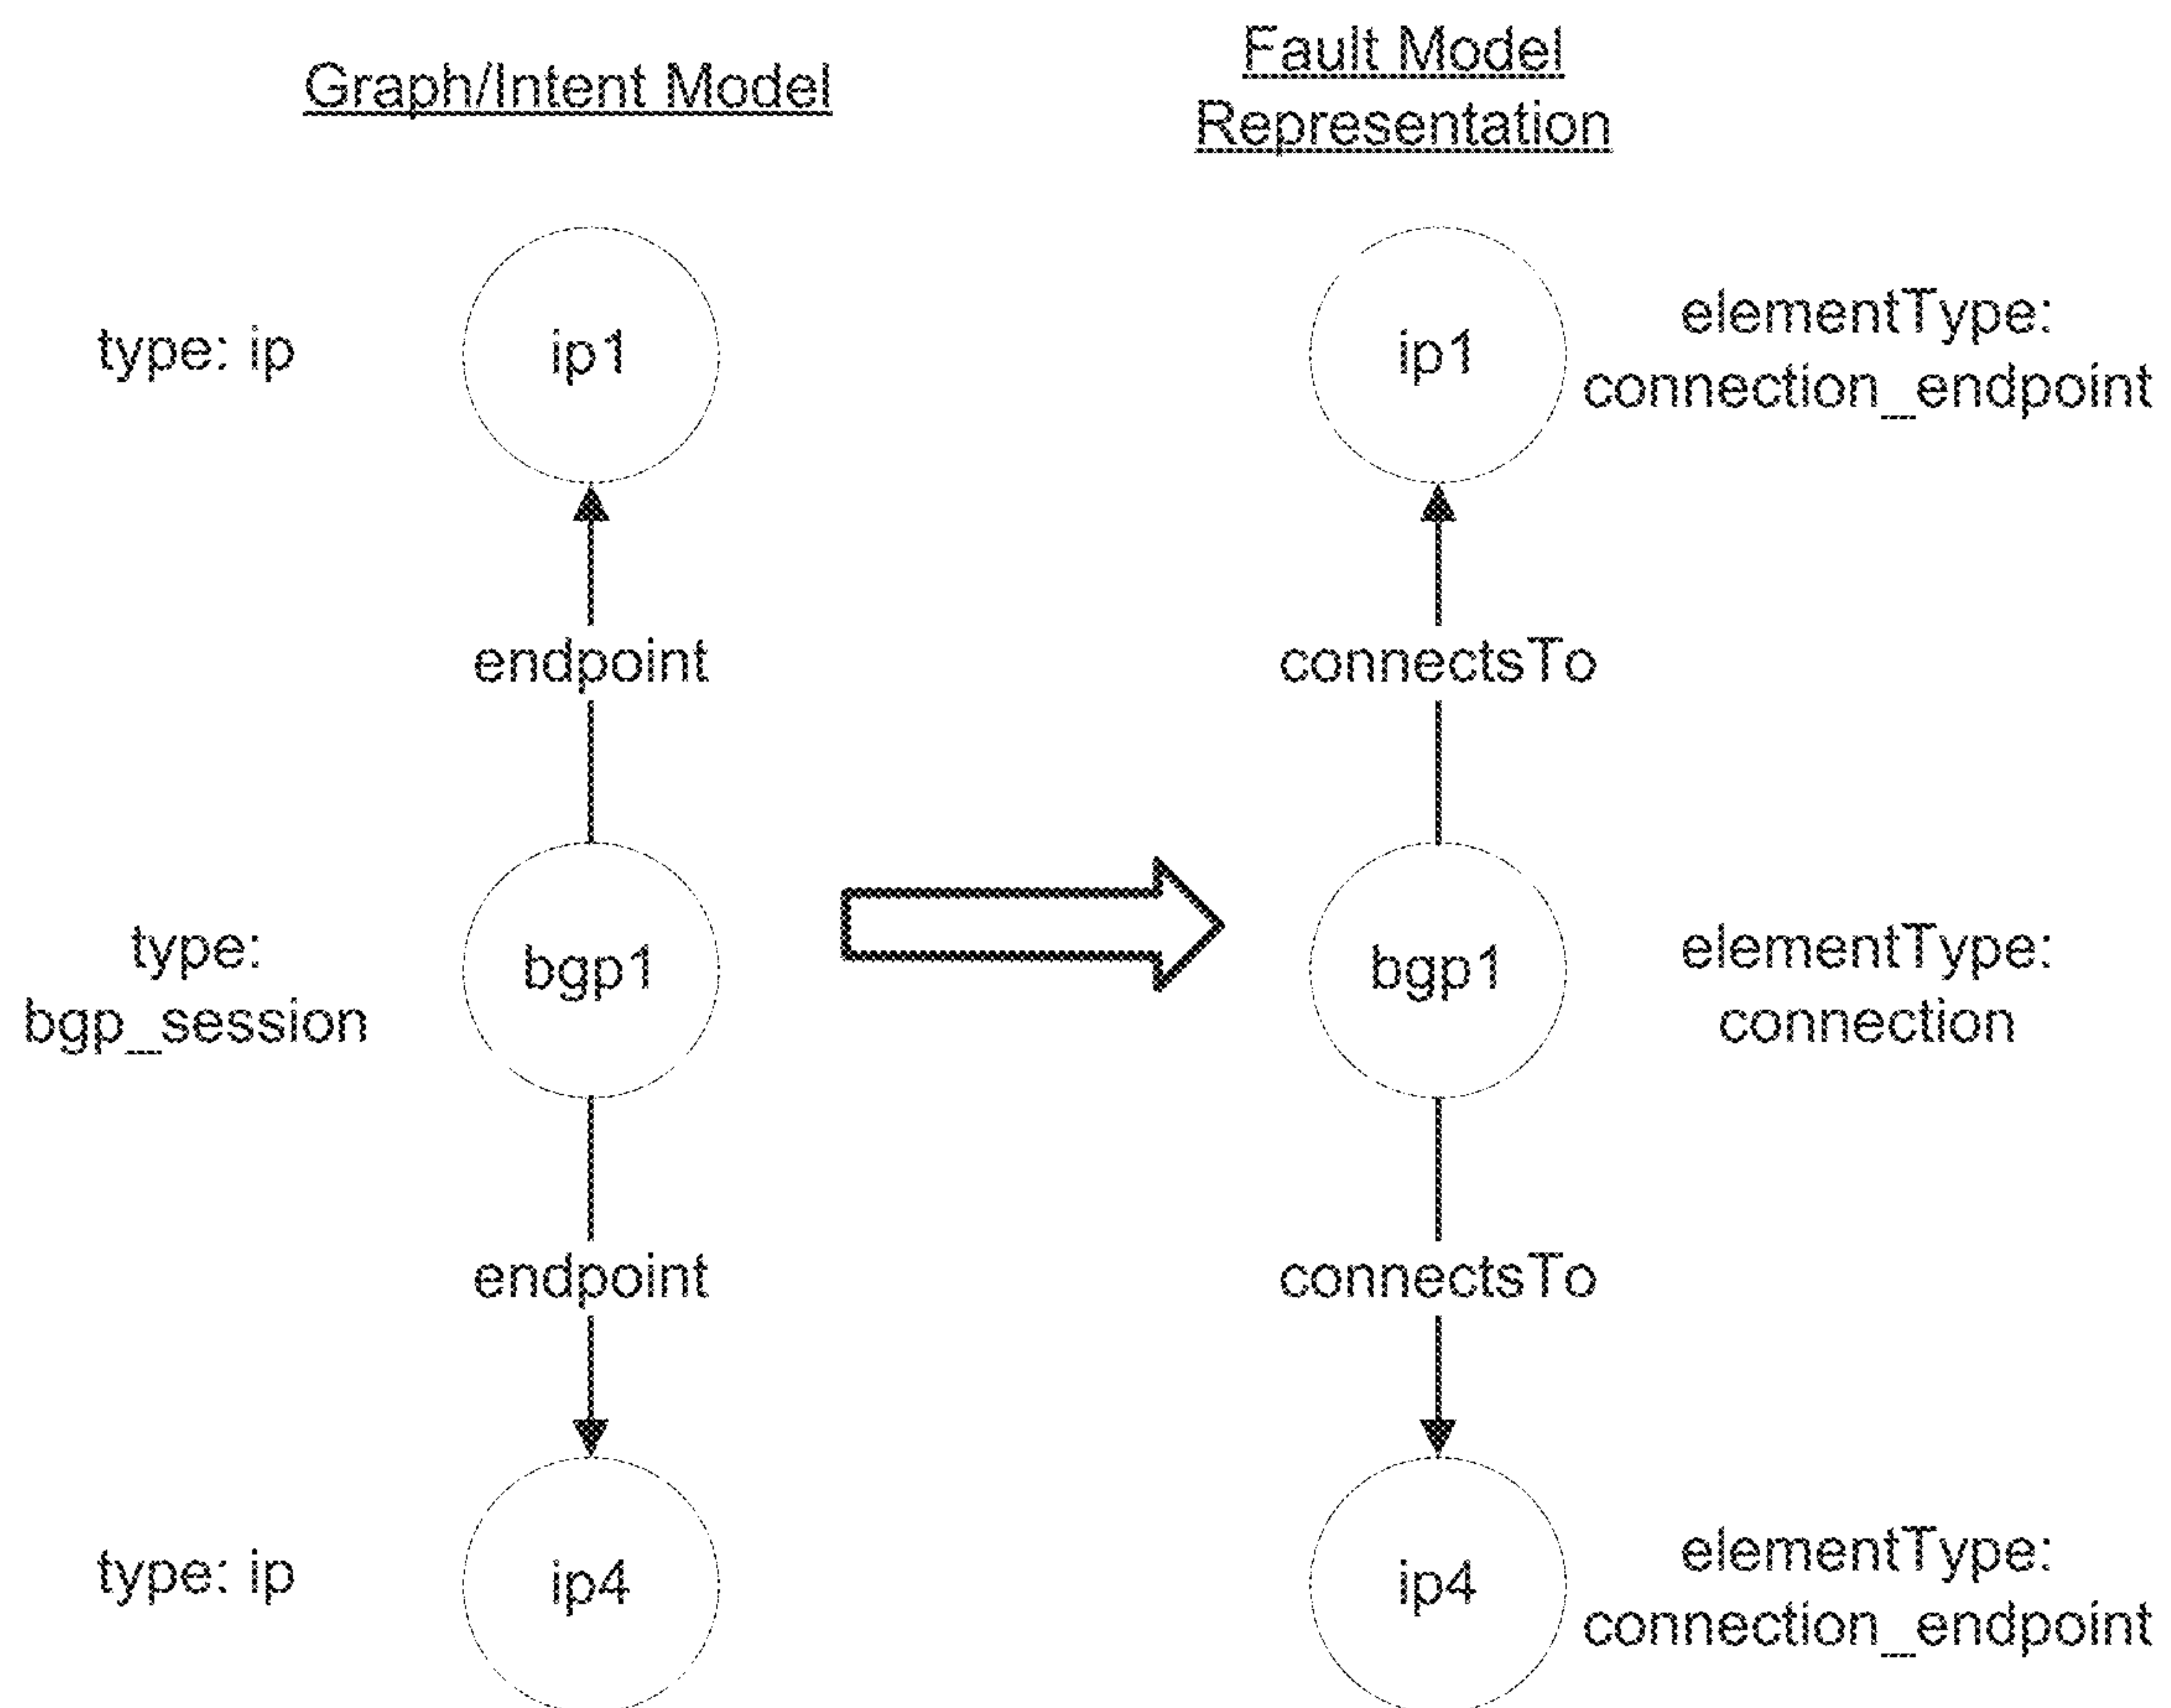 Graph/Intent Model
Fault Model
Representation
type: ip
ip1
ip1
elementType:
connection_endpoint
endpoint
connectsTo
type:
bgp_session
bgp1
bgp1
elementType:
connection
endpoint
connectsTo
type: ip
ip4
ip4
elementType:
connection_endpoint